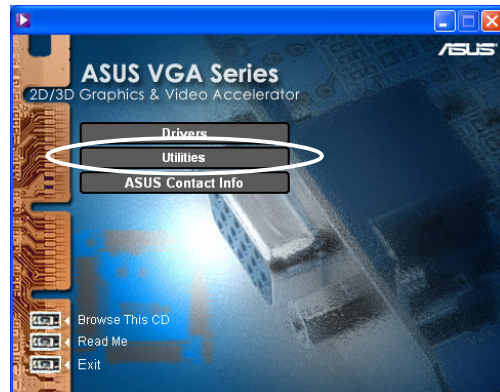 ASUS
ASUS VGA Series
2D/3D Graphics & Video Accelerator
Drivers
Utilities
ASUS Contact Info
Browse This CD
Read Me
Exit